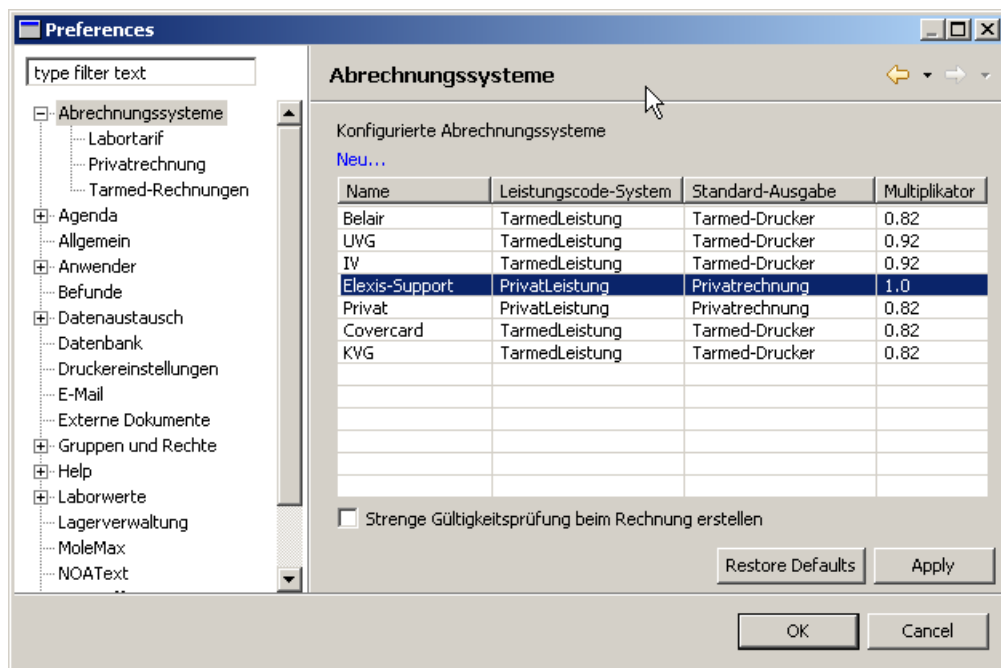 Preferences
type filter text
Abrechnungssysteme
Labortarif
Privatrechnung
Tarmed-Rechnungen
Agenda
Allgemein
Anwender
Befunde
Datenaustausch
Datenbank
Druckereinstellungen
E-Mail
Externe Dokumente
Gruppen und Rechte
Help
Laborwerte
Lagerverwaltung
MoleMax
NOAText
Abrechnungssysteme
Konfigurierte Abrechnungssysteme
Neu...
Name Leistungscode-System Standard-Ausgabe Multiplikator
Belair TarmedLeistung Tarmed-Drucker 0.82
UVG TarmedLeistung Tarmed-Drucker 0.92
IV TarmedLeistung Tarmed-Drucker 0.92
Elexis-Support PrivatLeistung Privatrechnung 1.0
Privat PrivatLeistung Privatrechnung 0.82
Covercard TarmedLeistung Tarmed-Drucker 0.82
KVG TarmedLeistung Tarmed-Drucker 0.82
Strenge Gültigkeitsprüfung beim Rechnung erstellen
Restore Defaults Apply
OK Cancel